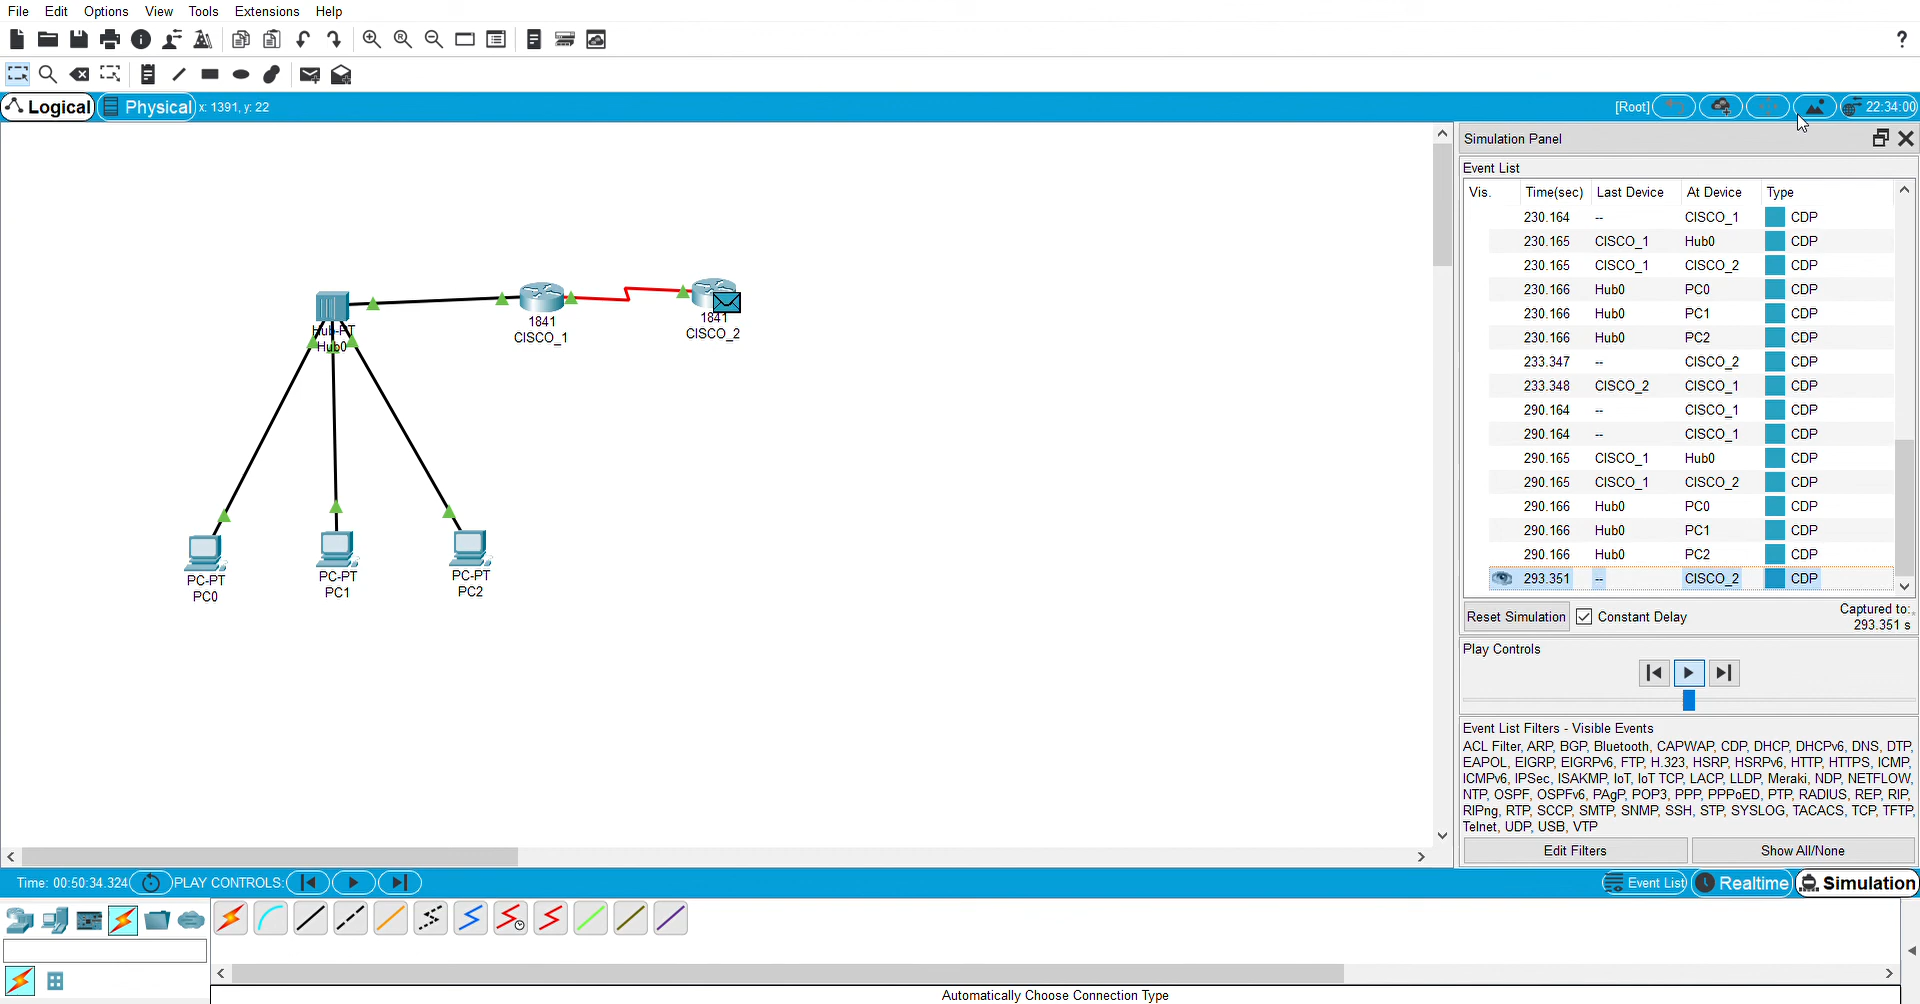 File Edit Options View Tools Extensions Help
?
Logical Physical x: 1391, y: 22 [Root] 22:34:00
Simulation Panel
Event List
Vis. Time(sec) Last Device At Device Type
230.164 -- CISCO_1 CDP
230.165 CISCO_1 Hub0 CDP
230.165 CISCO_1 CISCO_2 CDP
230.166 Hub0 PC0 CDP
230.166 Hub0 PC1 CDP
230.166 Hub0 PC2 CDP
233.347 -- CISCO_2 CDP
233.348 CISCO_2 CISCO_1 CDP
290.164 -- CISCO_1 CDP
290.164 -- CISCO_1 CDP
290.165 CISCO_1 Hub0 CDP
290.165 CISCO_1 CISCO_2 CDP
290.166 Hub0 PC0 CDP
290.166 Hub0 PC1 CDP
290.166 Hub0 PC2 CDP
293.351 -- CISCO_2 CDP
Reset Simulation Constant Delay
Captured to:
293.351 s
Play Controls
Event List Filters - Visible Events
ACL Filter, ARP, BGP, Bluetooth, CAPWAP, CDP, DHCP, DHCPv6, DNS, DTP,
EAPOL, EIGRP, EIGRPv6, FTP, H.323, HSRP, HSRPv6, HTTP, HTTPS, ICMP,
ICMPv6, IPSec, ISAKMP, IoT, IoT TCP, LACP, LLDP, Meraki, NDP, NETFLOW,
NTP, OSPF, OSPFv6, PAgP, POP3, PPP, PPPoED, PTP, RADIUS, REP, RIP,
RIPng, RTP, SCCP, SMTP, SNMP, SSH, STP, SYSLOG, TACACS, TCP, TFTP,
Telnet, UDP, USB, VTP
Edit Filters Show All/None
Hub-PT
Hub0
1841
CISCO_1
1841
CISCO_2
PC-PT
PC0
PC-PT
PC1
PC-PT
PC2
Time: 00:50:34.324 PLAY CONTROLS: Event List Realtime Simulation
Automatically Choose Connection Type